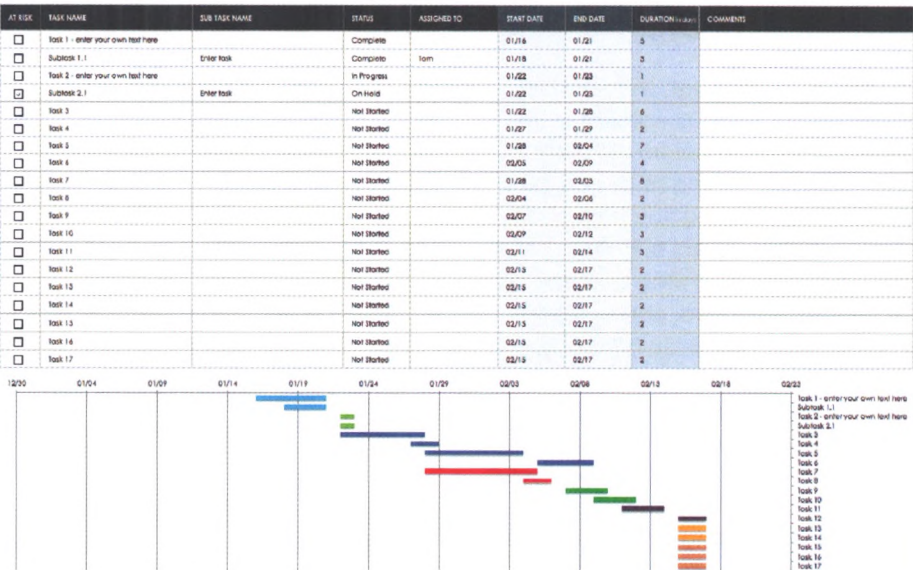 AT RISK TASK NAME SUB TASK NAME STATUS ASSIGNED TO START DATE END DATE DURATION (in days) COMMENTS
Task 1 - enter your own text here Complete 01/16 01/21 5
Subtask 1.1 Enter task Complete Tom 01/18 01/21 3
Task 2 - enter your own text here In Progress 01/22 01/23 1
Subtask 2.1 Enter task On Hold 01/22 01/23 1
Task 3 Not Started 01/22 01/28 6
Task 4 Not Started 01/27 01/29 2
Task 5 Not Started 01/28 02/04 7
Task 6 Not Started 02/05 02/09 4
Task 7 Not Started 01/28 02/05 8
Task 8 Not Started 02/04 02/06 2
Task 9 Not Started 02/07 02/10 3
Task 10 Not Started 02/09 02/12 3
Task 11 Not Started 02/11 02/14 3
Task 12 Not Started 02/15 02/17 2
Task 13 Not Started 02/15 02/17 2
Task 14 Not Started 02/15 02/17 2
Task 15 Not Started 02/15 02/17 2
Task 16 Not Started 02/15 02/17 2
Task 17 Not Started 02/15 02/17 2
12/30 01/04 01/09 01/14 01/19 01/24 01/29 02/03 02/08 02/13 02/18 02/23
Task 1 - enter your own text here
Subtask 1.1
Task 2 - enter your own text here
Subtask 2.1
Task 3
Task 4
Task 5
Task 6
Task 7
Task 8
Task 9
Task 10
Task 11
Task 12
Task 13
Task 14
Task 15
Task 16
Task 17